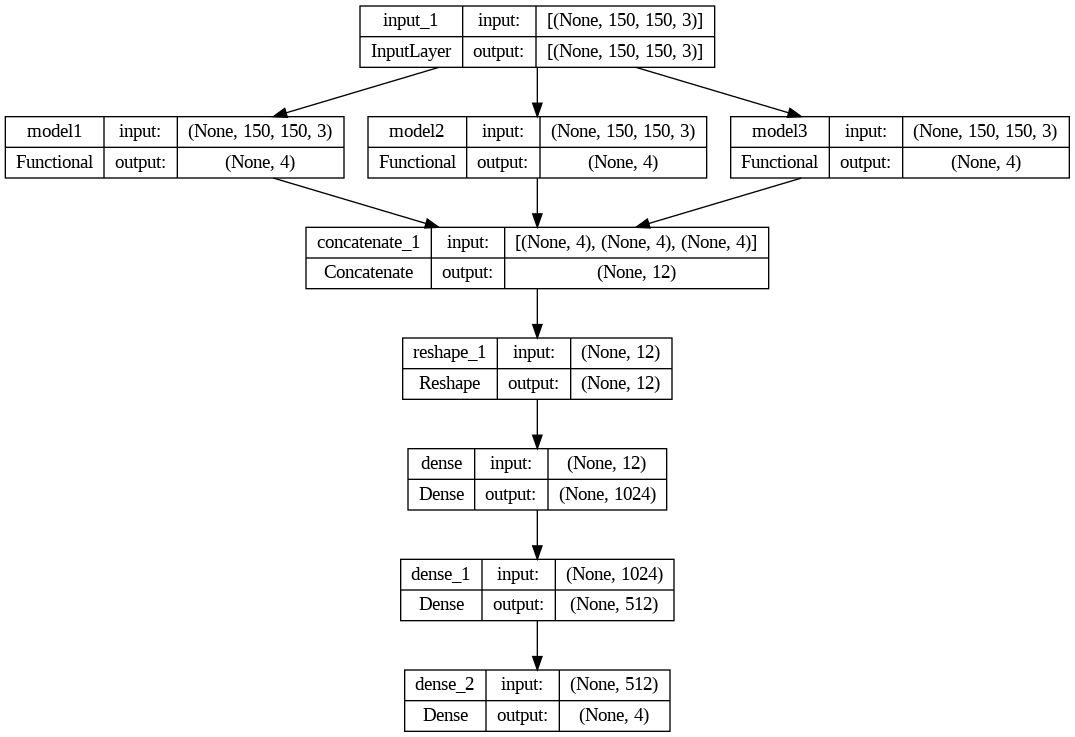 input_1 input: [(None, 150, 150, 3)]
InputLayer output: [(None, 150, 150, 3)]
model1 input: (None, 150, 150, 3)
Functional output: (None, 4)
model2 input: (None, 150, 150, 3)
Functional output: (None, 4)
model3 input: (None, 150, 150, 3)
Functional output: (None, 4)
concatenate_1 input: [(None, 4), (None, 4), (None, 4)]
Concatenate output: (None, 12)
reshape_1 input: (None, 12)
Reshape output: (None, 12)
dense input: (None, 12)
Dense output: (None, 1024)
dense_1 input: (None, 1024)
Dense output: (None, 512)
dense_2 input: (None, 512)
Dense output: (None, 4)